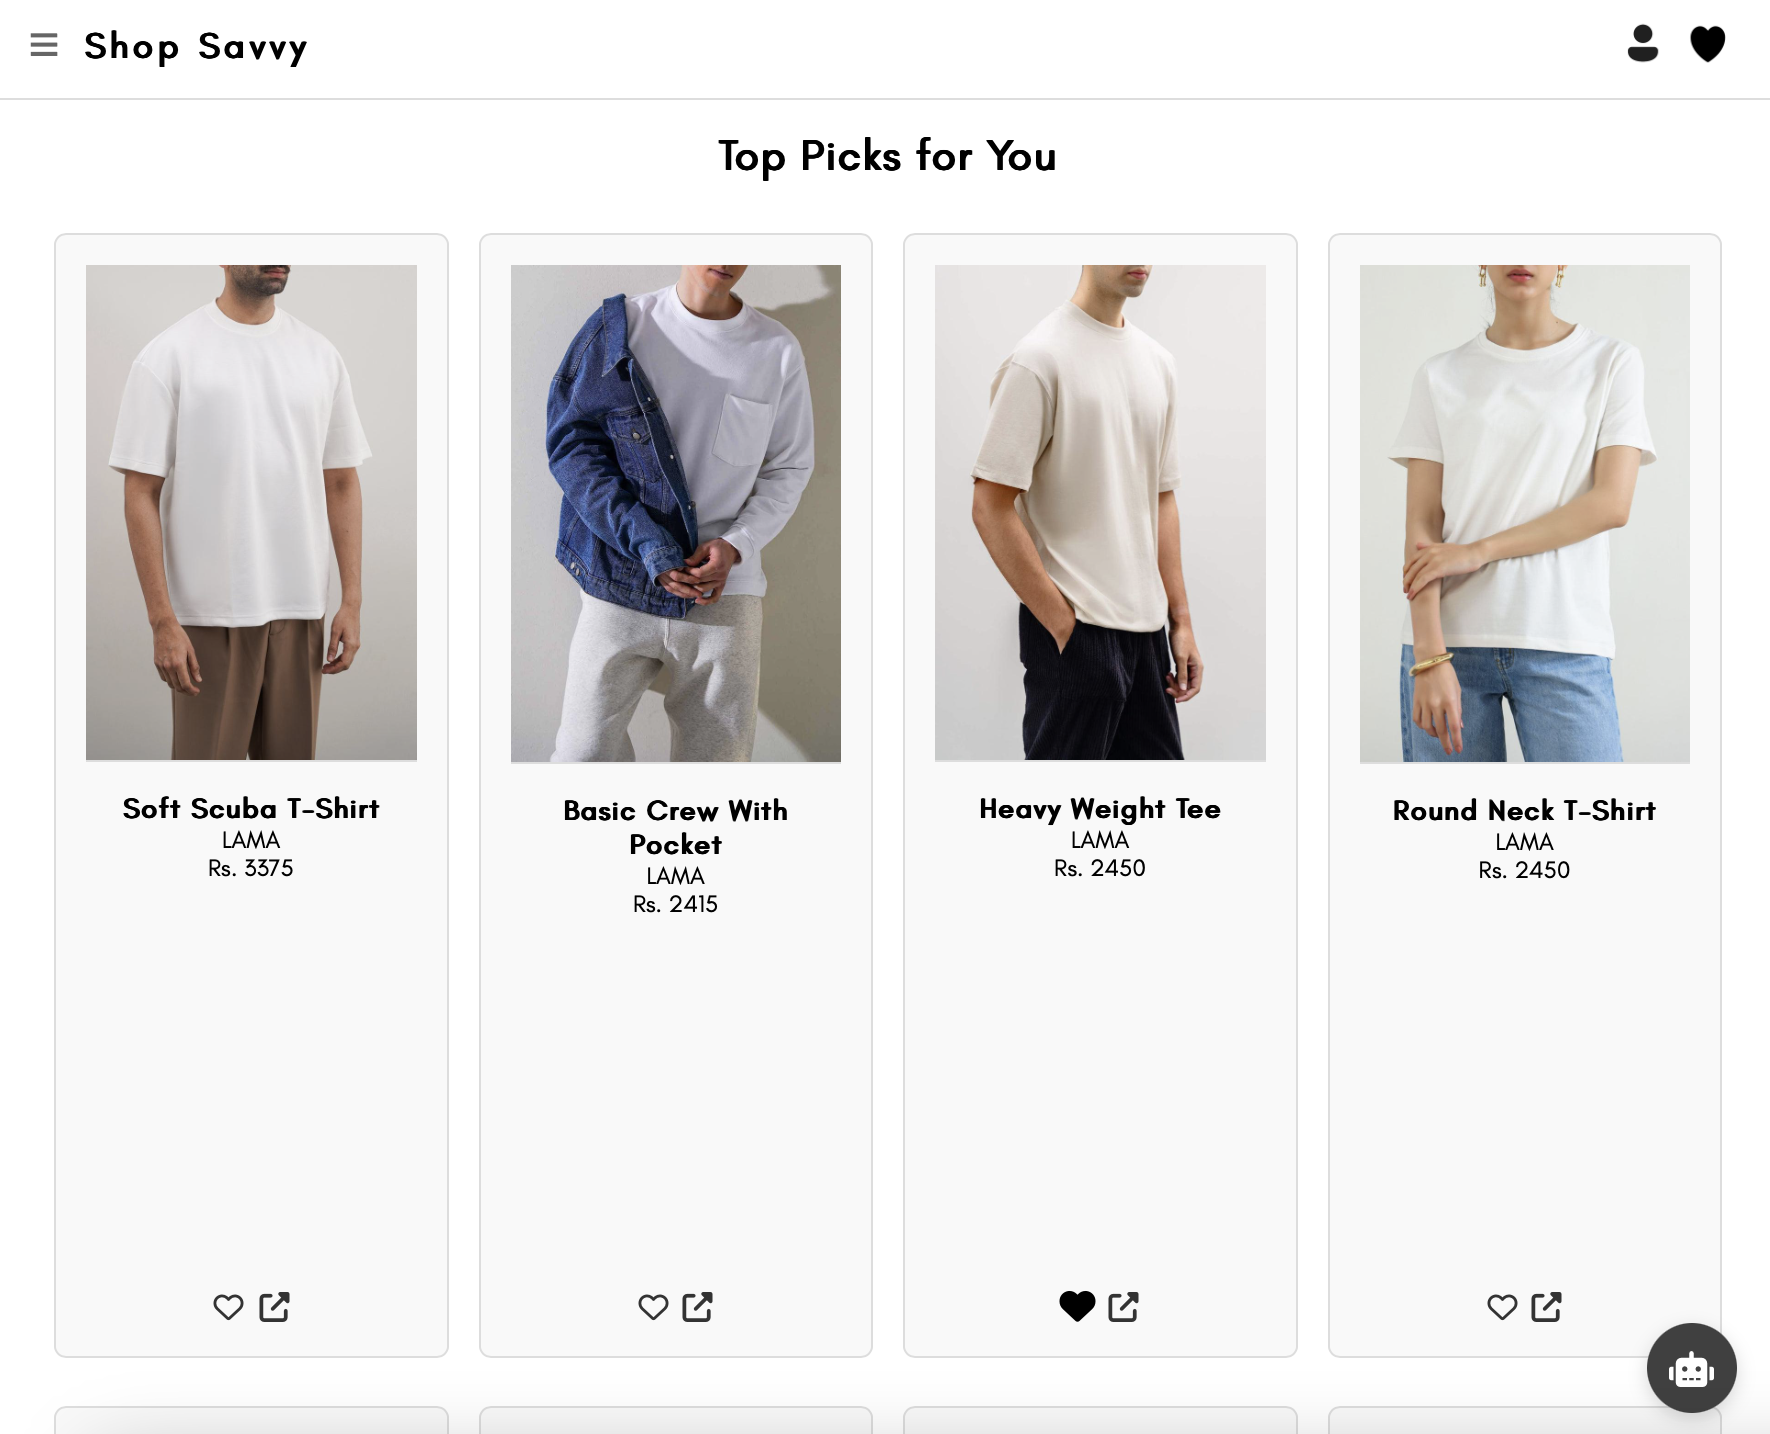 Shop Savvy
Top Picks for You
Soft Scuba T-Shirt
LAMA
Rs. 3375
Basic Crew With
Pocket
LAMA
Rs. 2415
Heavy Weight Tee
LAMA
Rs. 2450
Round Neck T-Shirt
LAMA
Rs. 2450